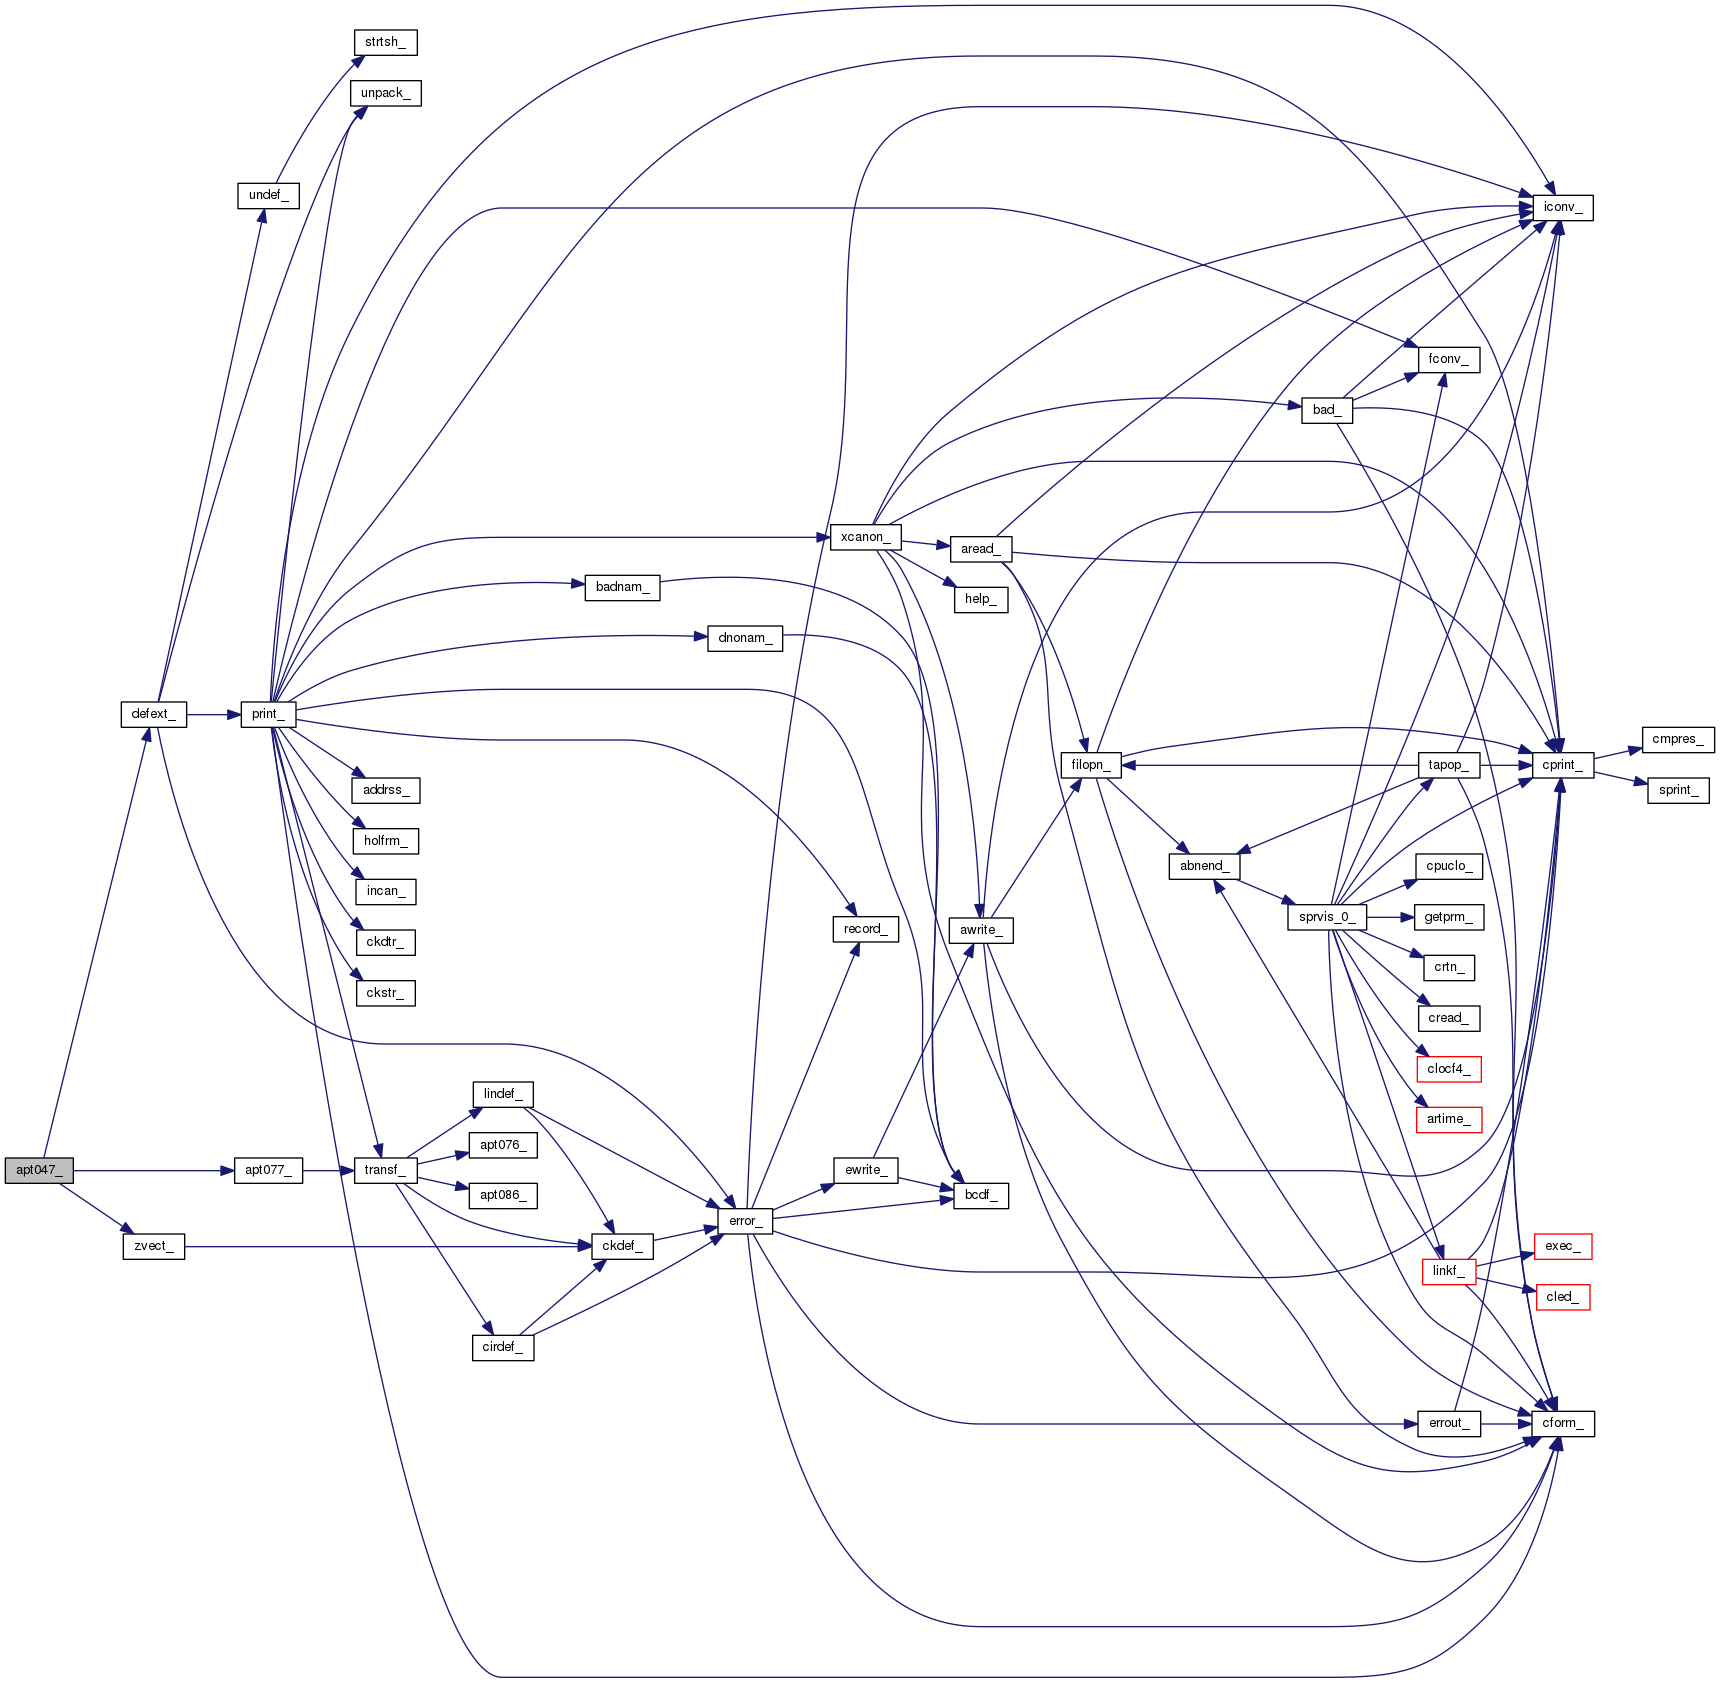 strtsh_
unpack_
undef_
iconv_
fconv_
bad_
xcanon_
aread_
help_
badnam_
dnonam_
defext_
print_
filopn_
tapop_
cprint_
cmpres_
sprint_
addrss_
holfrm_
incan_
ckdtr_
ckstr_
record_
awrite_
abnend_
sprvis_0_
cpuclo_
getprm_
crtn_
cread_
clocf4_
artime_
lindef_
apt076_
apt086_
apt047_
apt077_
transf_
zvect_
ckdef_
cirdef_
error_
ewrite_
bcdf_
linkf_
exec_
cled_
errout_
cform_